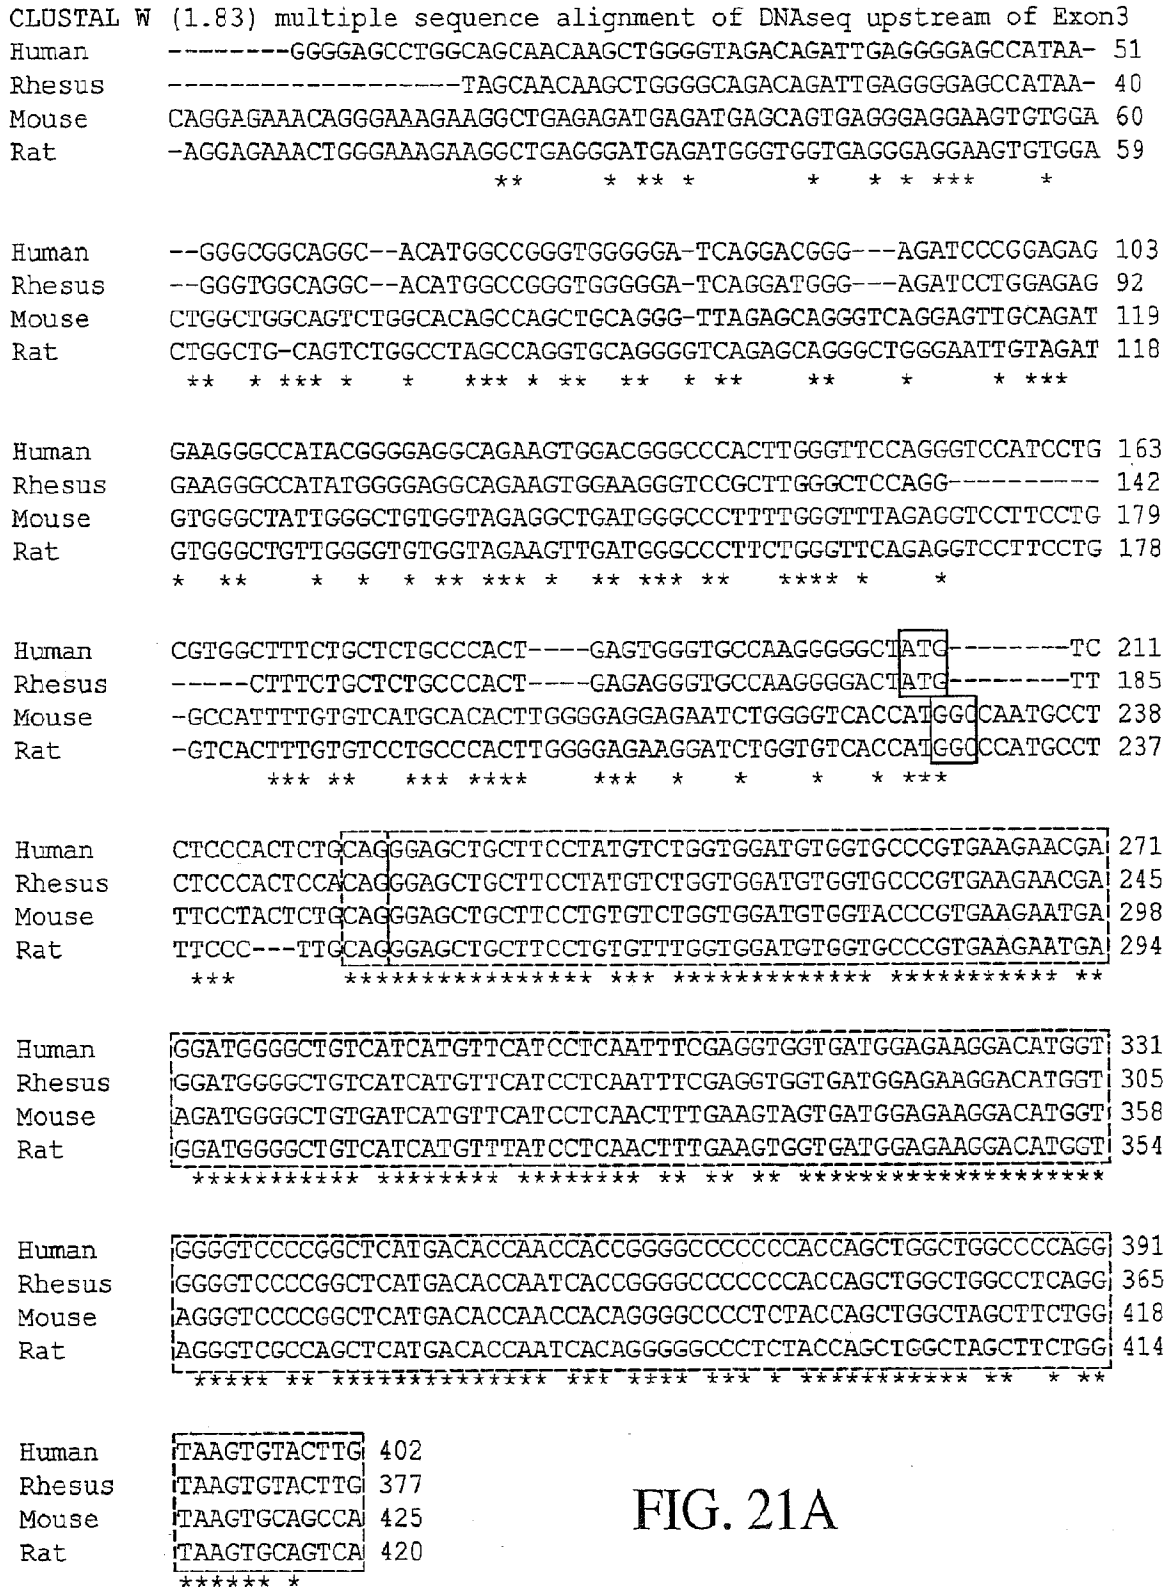 CLUSTAL W (1.83) multiple sequence alignment of DNAseq upstream of Exon3
Human --------GGGGAGCCTGGCAGCAACAAGCTGGGGTAGACAGATTGAGGGGGAGCCATAA- 51
Rhesus -------------------TAGCAACAAGCTGGGGCAGACAGATTGAGGGGGAGCCATAA- 40
Mouse CAGGAGAAACAGGGAAAGAAGGCTGAGAGATGAGATGAGCAGTGAGGGAGGAAGTGTGGA 60
Rat -AGGAGAAACTGGGAAAGAAGGCTGAGGGATGAGATGGGTGGTGAGGGAGGAAGTGTGGA 59
** * ** * * * * *** *
Human --GGGCGGCAGGC--ACATGGCCGGGTGGGGGA-TCAGGACGGG---AGATCCCGGAGAG 103
Rhesus --GGGTGGCAGGC--ACATGGCCGGGTGGGGGA-TCAGGATGGG---AGATCCTGGAGAG 92
Mouse CTGGCTGGCAGTCTGGCACAGCCAGCTGCAGGG-TTAGAGCAGGGTCAGGAGTTGCAGAT 119
Rat CTGGCTG-CAGTCTGGCCTAGCCAGGTGCAGGGGTCAGAGCAGGGCTGGGAATTGTAGAT 118
** * *** * * *** * ** ** * ** ** * * ***
Human GAAGGGCCATACGGGGAGGCAGAAGTGGACGGGCCCACTTGGGTTCCAGGGTCCATCCTG 163
Rhesus GAAGGGCCATATGGGGAGGCAGAAGTGGAAGGGTCCGCTTGGGCTCCAGG---------- 142
Mouse GTGGGCTATTGGGCTGTGGTAGAGGCTGATGGGCCCTTTTGGGTTTAGAGGTCCTTCCTG 179
Rat GTGGGCTGTTGGGGTGTGGTAGAAGTTGATGGGCCCTTCTGGGTTCAGAGGTCCTTCCTG 178
* ** * * * ** *** * ** *** ** **** * *
Human CGTGGCTTTCTGCTCTGCCCACT----GAGTGGGTGCCAAGGGGGCTATG--------TC 211
Rhesus -----CTTTCTGCTCTGCCCACT----GAGAGGGTGCCAAGGGGACTATG--------TT 185
Mouse -GCCATTTTGTGTCATGCACACTTGGGGAGGAGAATCTGGGGTCACCATGGCCAATGCCT 238
Rat -GTCACTTTGTGTCCTGCCCACTTGGGGAGAAGGATCTGGTGTCACCATGGCCCATGCCT 237
*** ** *** **** *** * * * * ***
Human CTCCCACTCTGCAGGGAGCTGCTTCCTATGTCTGGTGGATGTGGTGCCCGTGAAGAACGA 271
Rhesus CTCCCACTCCACAGGGAGCTGCTTCCTATGTCTGGTGGATGTGGTGCCCGTGAAGAACGA 245
Mouse TTCCTACTCTGCAGGGAGCTGCTTCCTGTGTCTGGTGGATGTGGTACCCGTGAAGAATGA 298
Rat TTCCC---TTGCAGGGAGCTGCTTCCTGTGTTTGGTGGATGTGGTGCCCGTGAAGAATGA 294
*** **************** *** ************* *********** **
Human GGATGGGGCTGTCATCATGTTCATCCTCAATTTCGAGGTGGTGATGGAGAAGGACATGGT 331
Rhesus GGATGGGGCTGTCATCATGTTCATCCTCAATTTCGAGGTGGTGATGGAGAAGGACATGGT 305
Mouse AGATGGGGCTGTGATCATGTTCATCCTCAACTTTGAAGTAGTGATGGAGAAGGACATGGT 358
Rat GGATGGGGCTGTCATCATGTTTATCCTCAACTTTGAAGTGGTGATGGAGAAGGACATGGT 354
*********** ******** ******** ** ** ** ********************
Human GGGGTCCCCGGCTCATGACACCAACCACCGGGGCCCCCCCACCAGCTGGCTGGCCCCAGG 391
Rhesus GGGGTCCCCGGCTCATGACACCAATCACCGGGGCCCCCCCACCAGCTGGCTGGCCTCAGG 365
Mouse AGGGTCCCCGGCTCATGACACCAACCACAGGGGCCCCTCTACCAGCTGGCTAGCTTCTGG 418
Rat AGGGTCGCCAGCTCATGACACCAATCACAGGGGGCCCTCTACCAGCTGGCTAGCTTCTGG 414
***** ** ************** *** **** *** * *********** ** * **
Human TAAGTGTACTTG 402
Rhesus TAAGTGTACTTG 377
Mouse TAAGTGCAGCCA 425
Rat TAAGTGCAGTCA 420
****** *
FIG. 21A